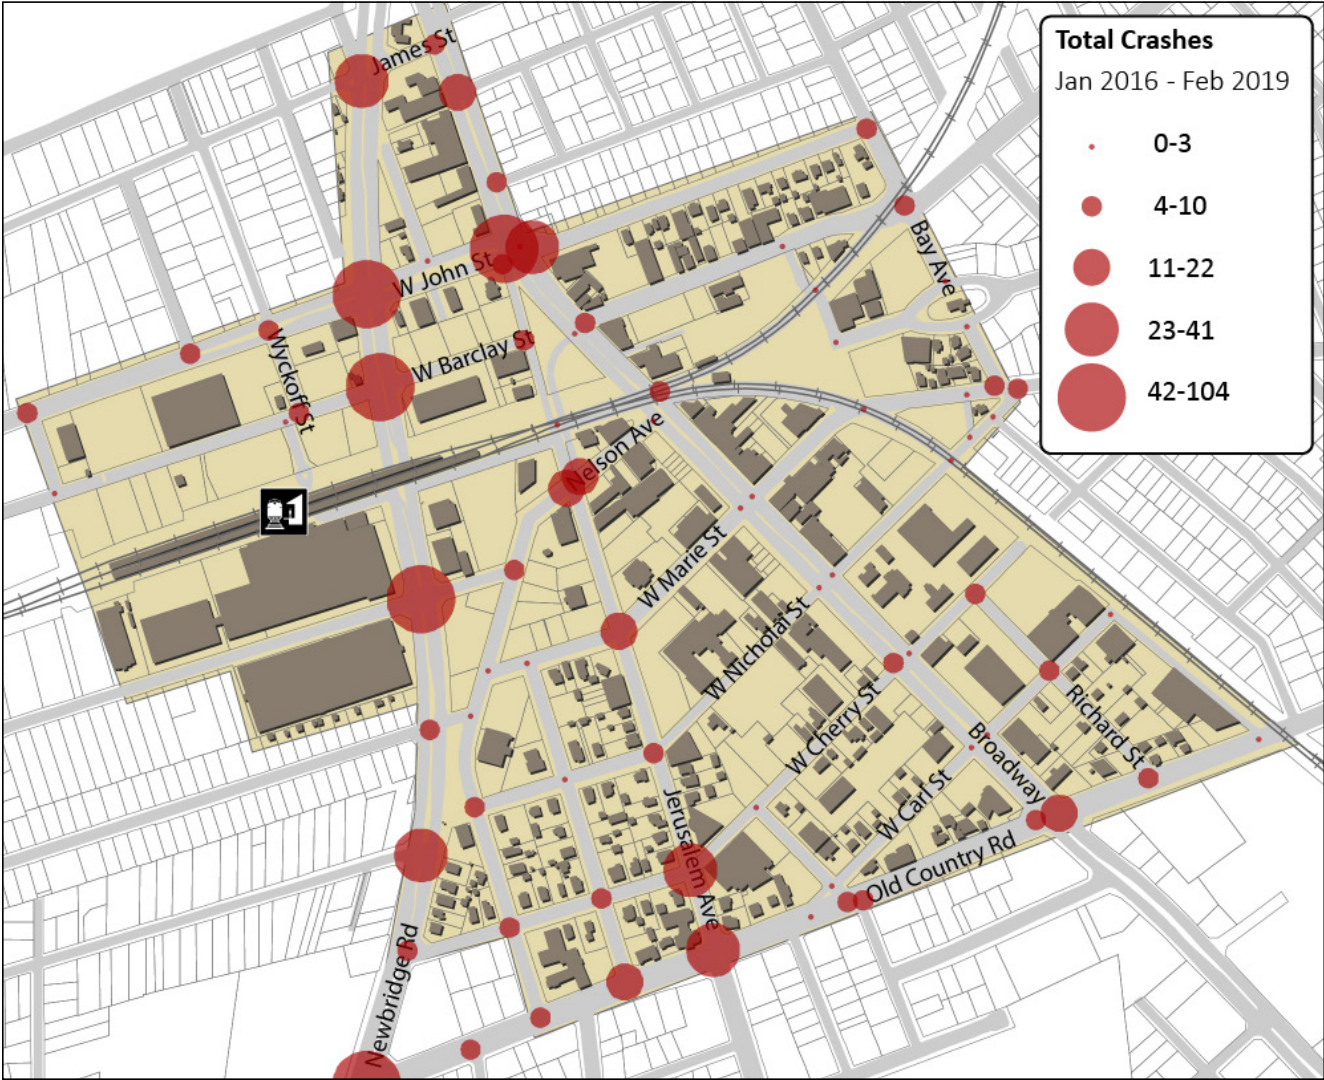 Total Crashes
Jan 2016 - Feb 2019
0-3
4-10
11-22
23-41
42-104
James St
W John St
Bay Ave
Wyckoff St
W Barclay St
Nelson Ave
W Marie St
W Nicholai St
W Cherry St
Richard St
Broadway
W Carl St
Jerusalem Ave
Old Country Rd
Newbridge Rd